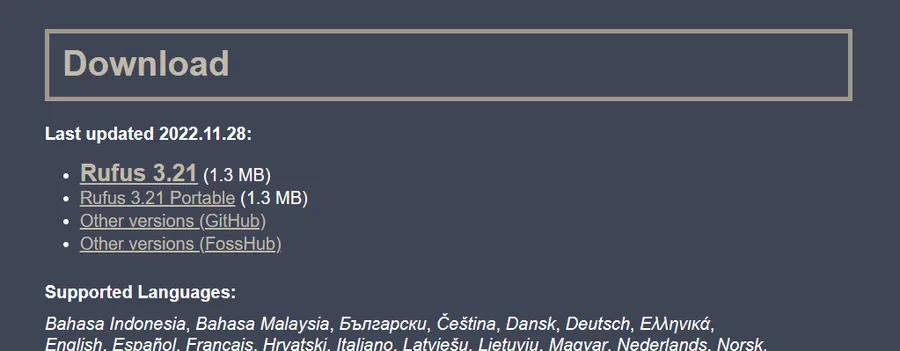 Download
Last updated 2022.11.28:
Rufus 3.21 (1.3 MB)
Rufus 3.21 Portable (1.3 MB)
Other versions (GitHub)
Other versions (FossHub)
Supported Languages:
Bahasa Indonesia, Bahasa Malaysia, Български, Čeština, Dansk, Deutsch, Ελληνικά,
English, Español, Français, Hrvatski, Italiano, Latviešu, Lietuvių, Magyar, Nederlands, Norsk,